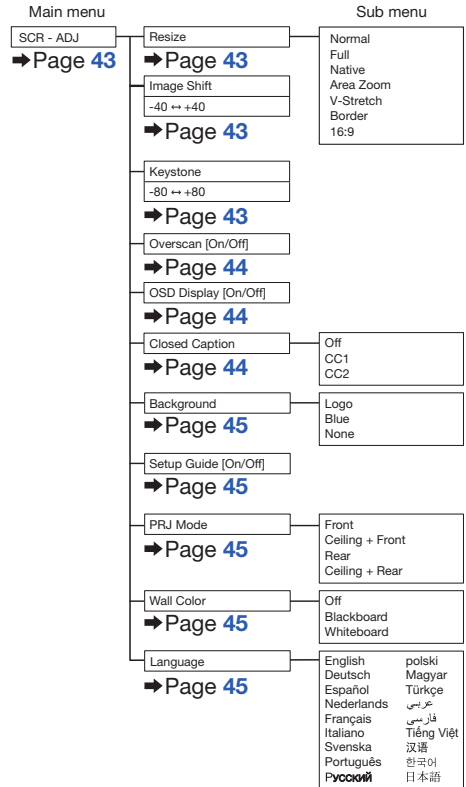 Main menu
Sub menu
SCR - ADJ
➡Page 43
Resize
➡Page 43
Normal
Full
Native
Area Zoom
V-Stretch
Border
16:9
Image Shift
-40 ↔ +40
➡Page 43
Keystone
-80 ↔ +80
➡Page 43
Overscan [On/Off]
➡Page 44
OSD Display [On/Off]
➡Page 44
Closed Caption
➡Page 44
Off
CC1
CC2
Background
➡Page 45
Logo
Blue
None
Setup Guide [On/Off]
➡Page 45
PRJ Mode
➡Page 45
Front
Ceiling + Front
Rear
Ceiling + Rear
Wall Color
➡Page 45
Off
Blackboard
Whiteboard
Language
➡Page 45
English polski
Deutsch Magyar
Español Türkçe
Nederlands عربي
Français فارسی
Italiano Tiếng Việt
Svenska 汉语
Português 한국어
Русский 日本語